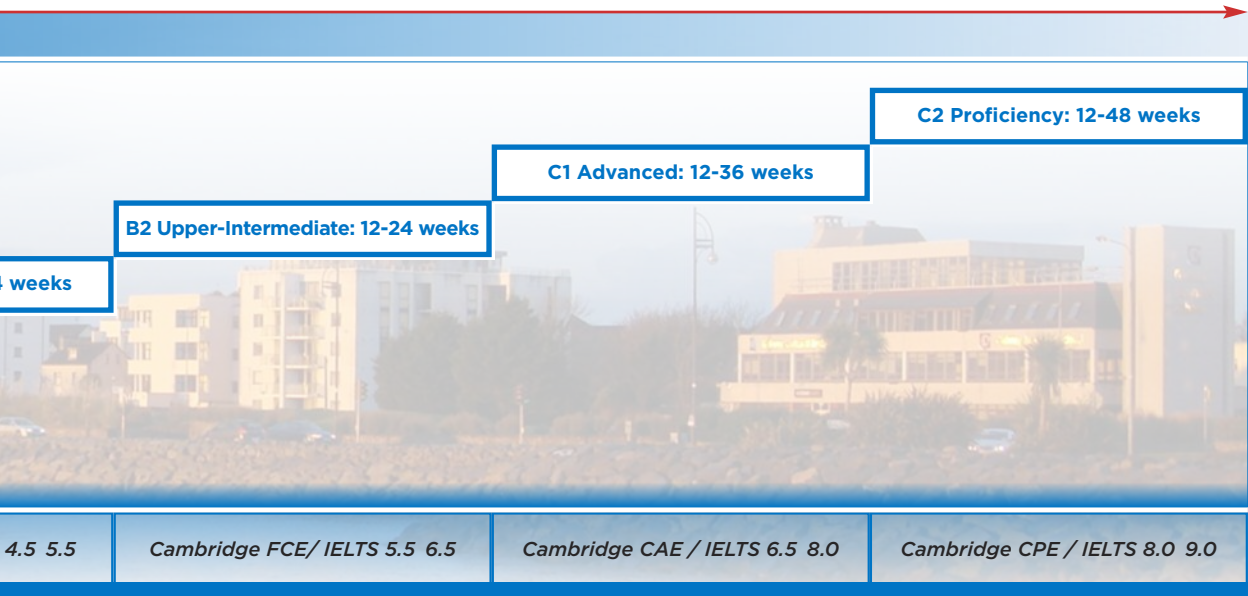 C2 Proficiency: 12-48 weeks
C1 Advanced: 12-36 weeks
B2 Upper-Intermediate: 12-24 weeks
weeks
4.5 5.5
Cambridge FCE/ IELTS 5.5 6.5
Cambridge CAE / IELTS 6.5 8.0
Cambridge CPE / IELTS 8.0 9.0